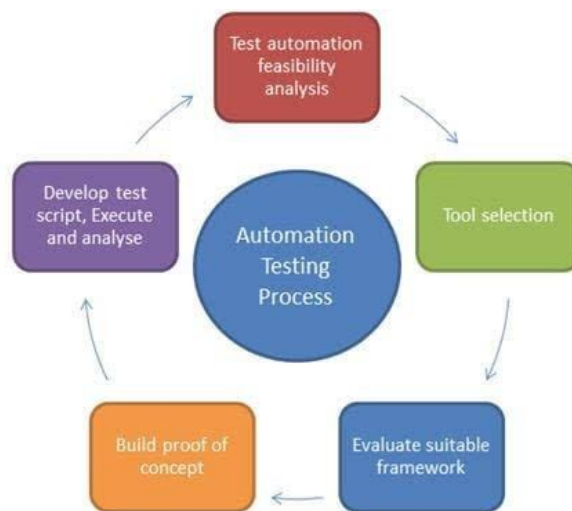 Test automation
feasibility
analysis
Tool selection
Evaluate suitable
framework
Build proof of
concept
Develop test
script, Execute
and analyse
Automation
Testing
Process